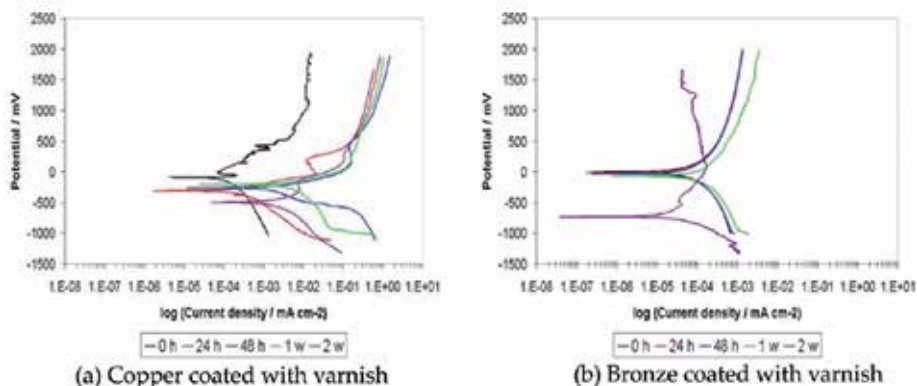 2500
2000
1500
1000
500
0
-500
-1000
-1500
Potential / mV
1.E-08 1.E-07 1.E-06 1.E-05 1.E-04 1.E-03 1.E-02 1.E-01 1.E+00 1.E+01
log (Current density / mA cm-2)
0 h 24 h 48 h 1 w 2 w
(a) Copper coated with varnish
2500
2000
1500
1000
500
0
-500
-1000
-1500
Potential / mV
1.E-08 1.E-07 1.E-06 1.E-05 1.E-04 1.E-03 1.E-02 1.E-01 1.E+00 1.E+01
log (Current density / mA cm-2)
0 h 24 h 48 h 1 w 2 w
(b) Bronze coated with varnish